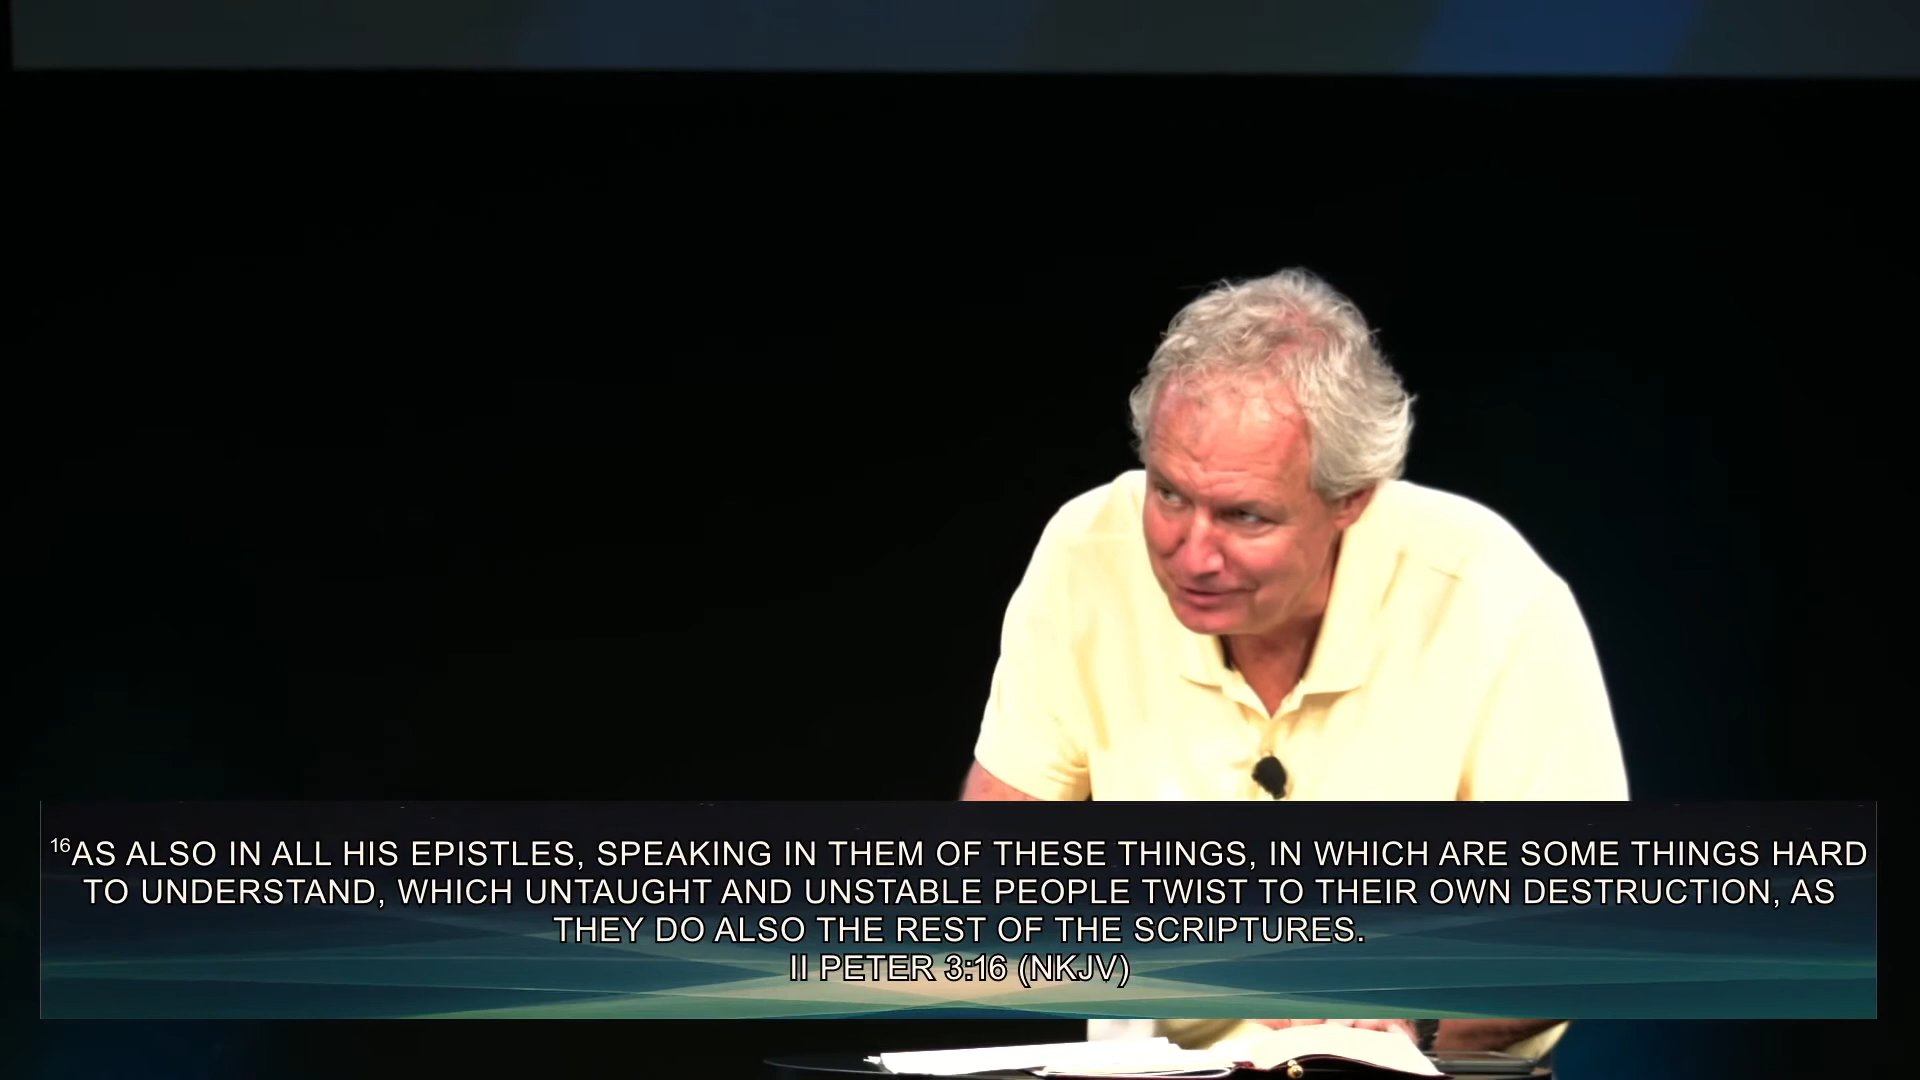 16AS ALSO IN ALL HIS EPISTLES, SPEAKING IN THEM OF THESE THINGS, IN WHICH ARE SOME THINGS HARD
TO UNDERSTAND, WHICH UNTAUGHT AND UNSTABLE PEOPLE TWIST TO THEIR OWN DESTRUCTION, AS
THEY DO ALSO THE REST OF THE SCRIPTURES.
II PETER 3:16 (NKJV)